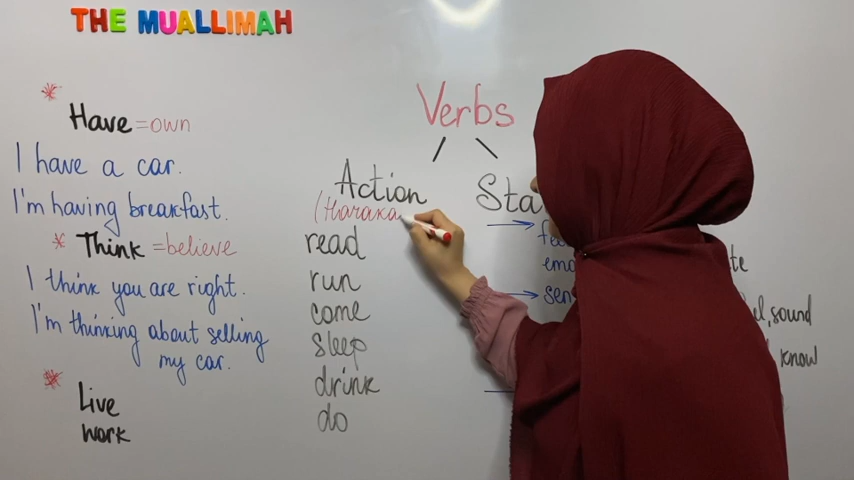 THE MUALLIMAH
* Have = own
I have a car.
I'm having breakfast.
* Think = believe
I think you are right.
I'm thinking about selling
my car.
* Live
work
Verbs
Action
(Haraka
read
run
come
sleep
drink
do
Sta
sound
know